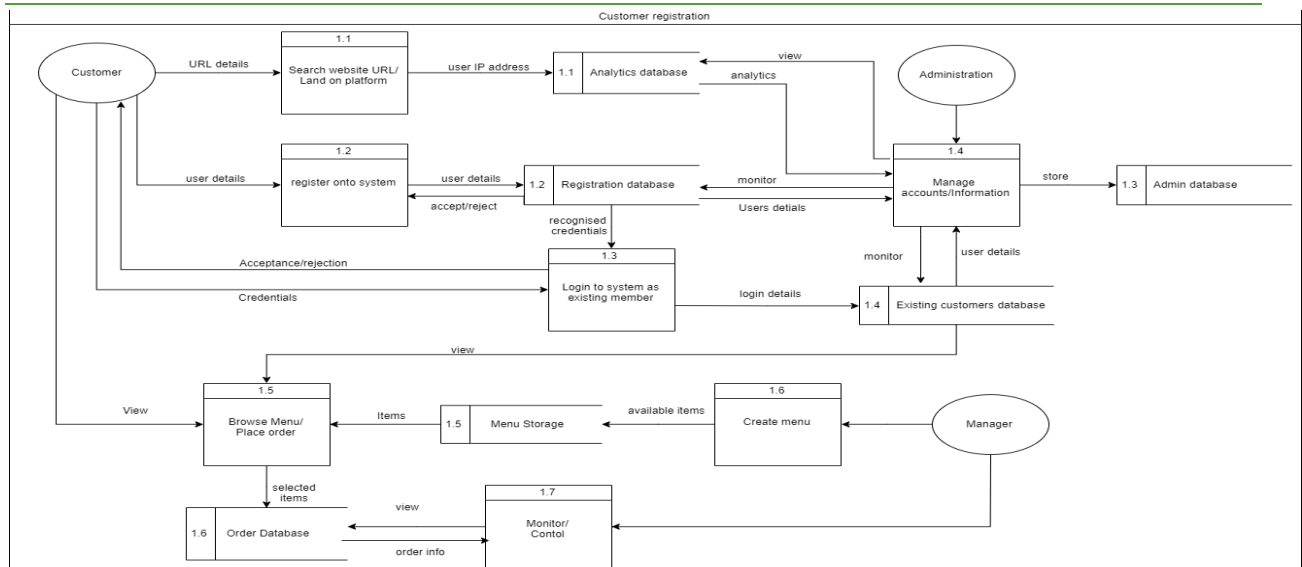 Customer registration
1.1
Customer
URL details
Search website URL/
Land on platform
user IP address
1.1
Analytics database
view
analytics
Administration
1.2
register onto system
user details
user details
accept/reject
1.2
Registration database
monitor
Users detials
1.4
Manage
accounts/Information
store
1.3
Admin database
recognised
credentials
1.3
Login to system as
existing member
Acceptance/rejection
Credentials
login details
monitor
user details
1.4
Existing customers database
view
1.5
Browse Menu/
Place order
View
Items
1.5
Menu Storage
available items
1.6
Create menu
Manager
selected
items
1.6
Order Database
view
order info
1.7
Monitor/
Contol